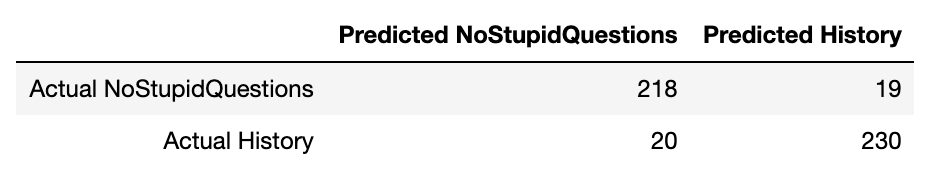 Predicted NoStupidQuestions Predicted History
Actual NoStupidQuestions 218 19
Actual History 20 230